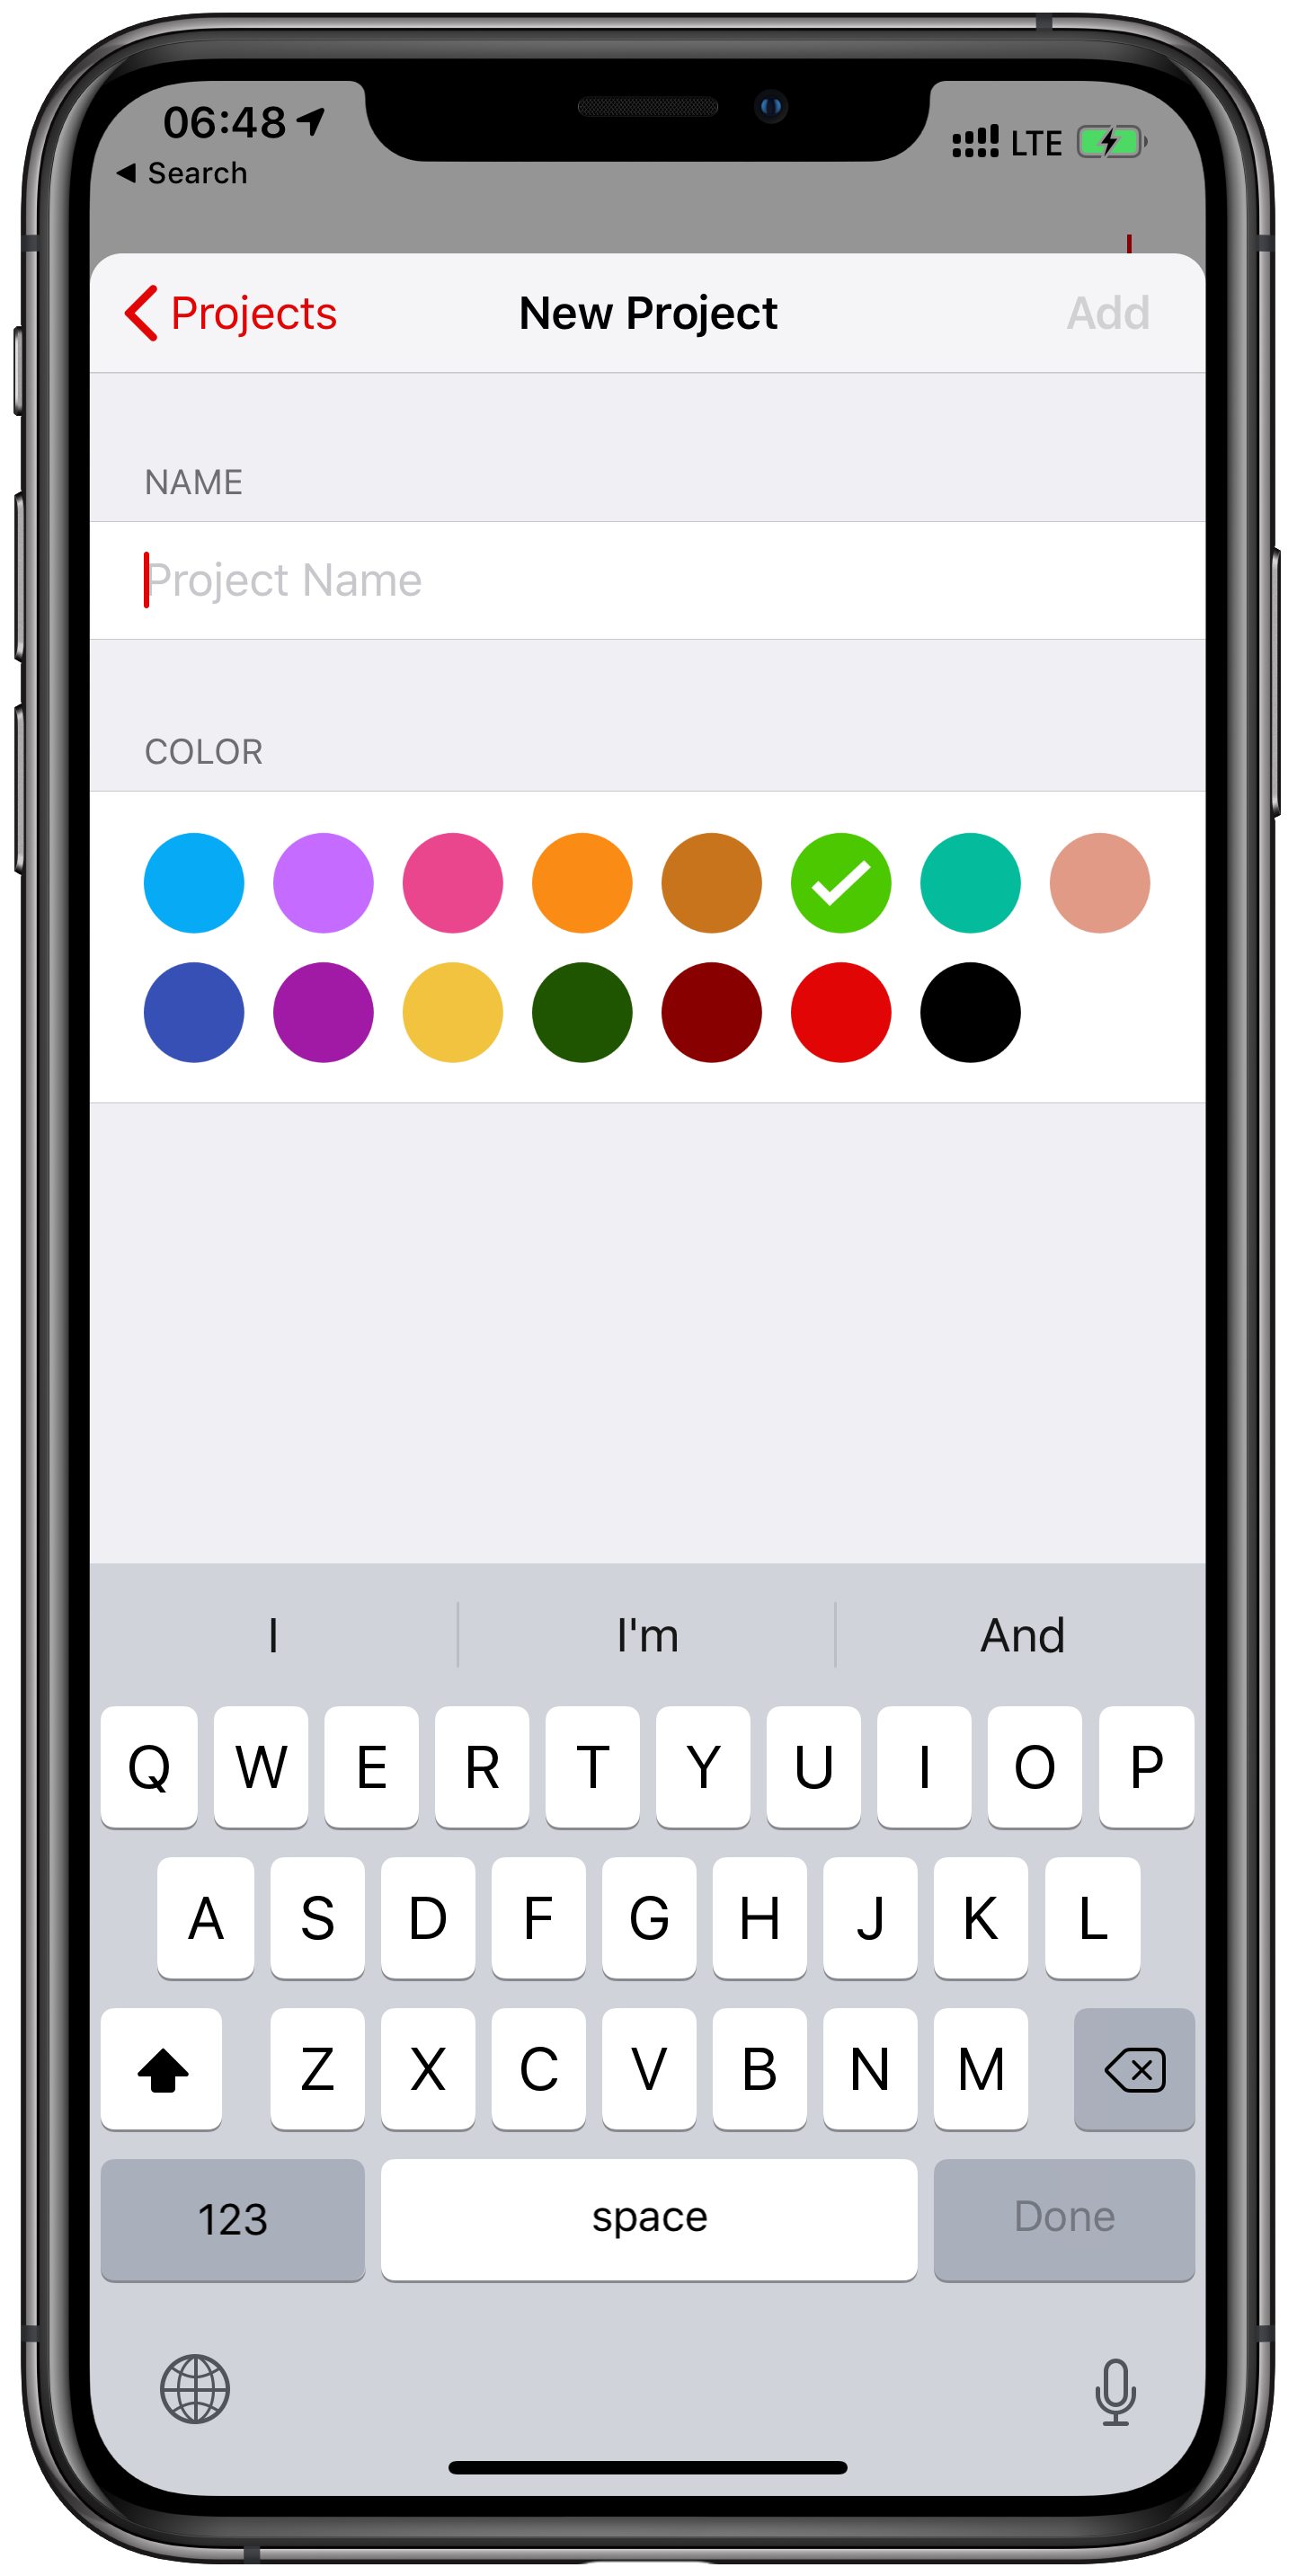 06:48
LTE
◀ Search
Projects
New Project
Add
NAME
Project Name
COLOR
I
I'm
And
Q W E R T Y U I O P
A S D F G H J K L
Z X C V B N M
123
space
Done